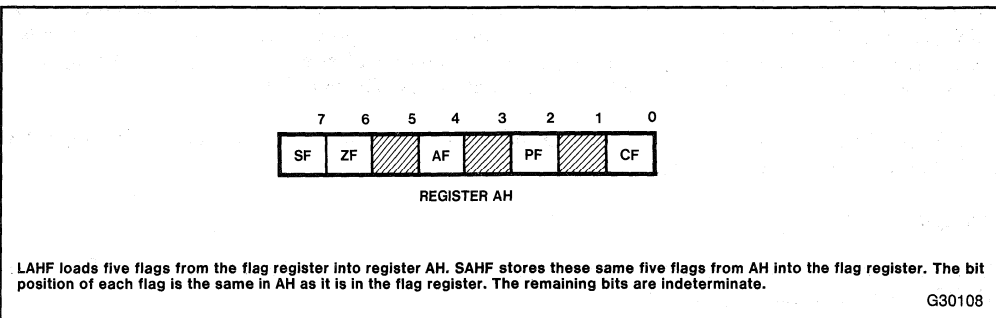 7 6 5 4 3 2 1 0
SF ZF AF PF CF
REGISTER AH
LAHF loads five flags from the flag register into register AH. SAHF stores these same five flags from AH into the flag register. The bit
position of each flag is the same in AH as it is in the flag register. The remaining bits are indeterminate.
G30108